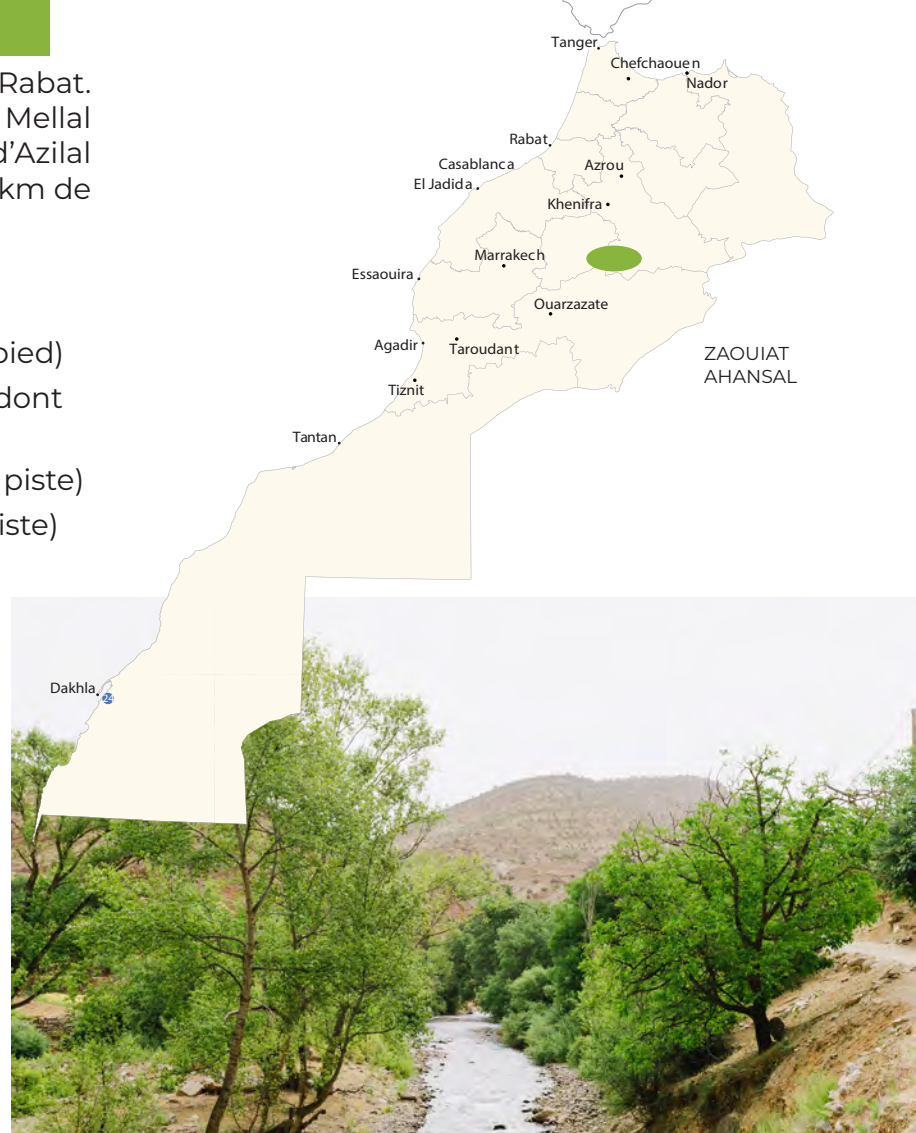 Rabat.
Mellal
d'Azilal
km de
pied)
dont
piste)
iste)
Tanger
Chefchaouen
Nador
Rabat
Casablanca
Azrou
El Jadida
Khenifra
Marrakech
Essaouira
Ouarzazate
Agadir
Taroudant
ZAOUIAT
AHANSAL
Tiznit
Tantan
Dakhla
24